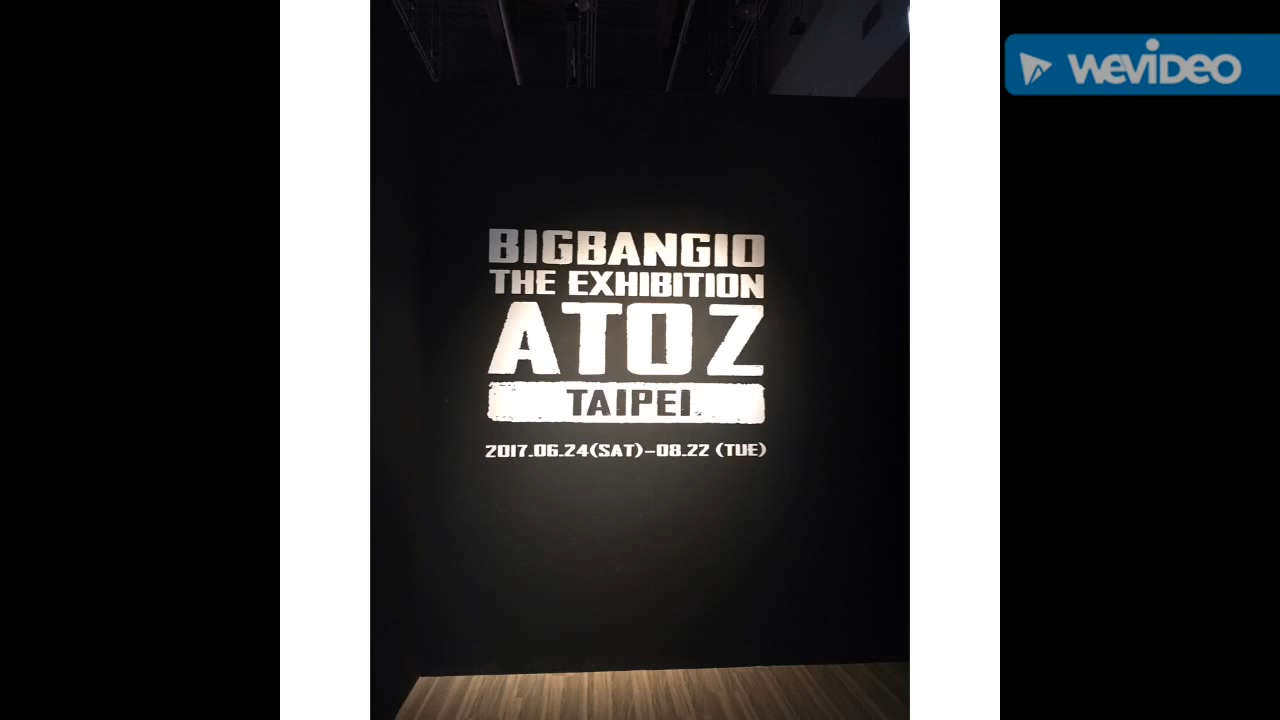 BIGBANG10
THE EXHIBITION
A TO Z
TAIPEI
2017.06.24(SAT)-08.22 (TUE)
WEVIDEO